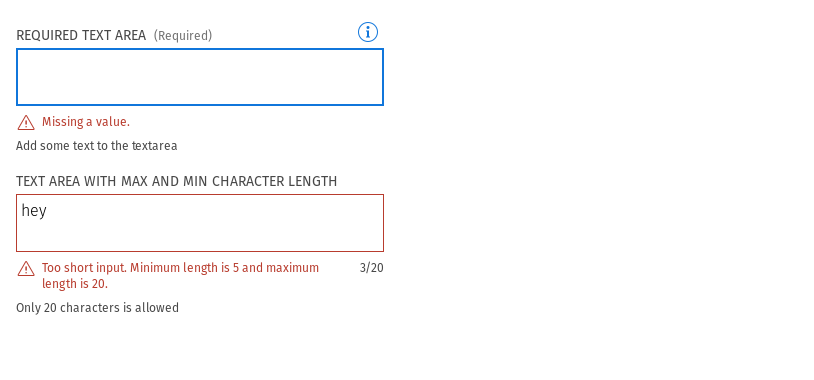 REQUIRED TEXT AREA (Required)
Missing a value.
Add some text to the textarea
TEXT AREA WITH MAX AND MIN CHARACTER LENGTH
hey
Too short input. Minimum length is 5 and maximum 3/20
length is 20.
Only 20 characters is allowed